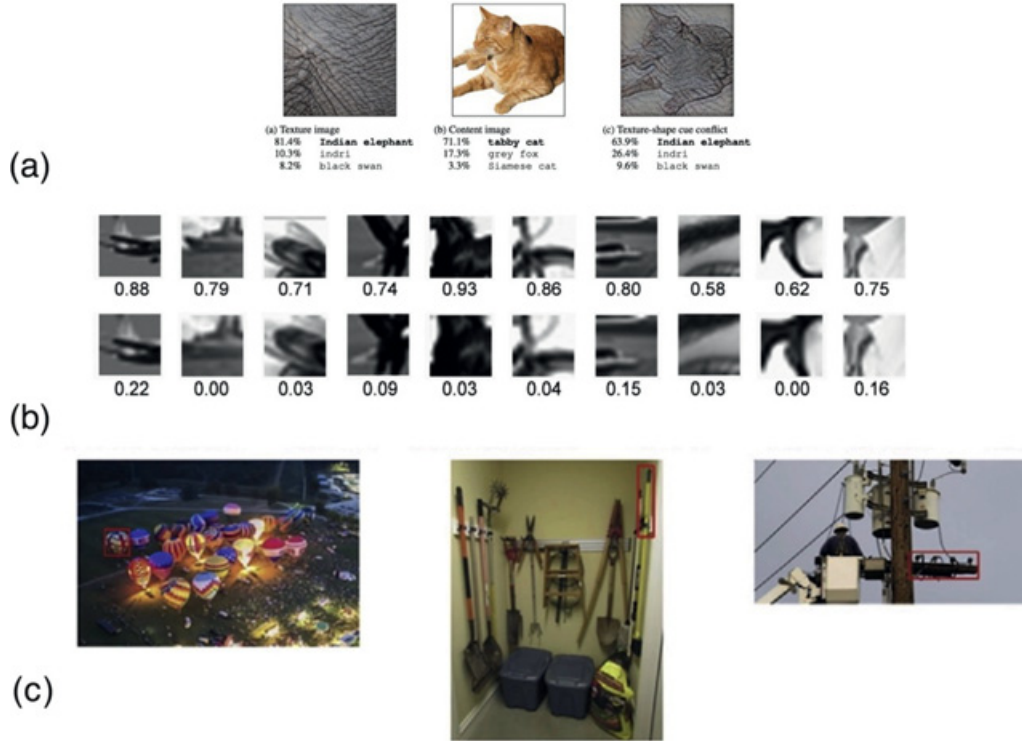 (a) Texture image
81.4% Indian elephant
10.3% indri
8.2% black swan
(b) Content image
71.1% tabby cat
17.3% grey fox
3.3% Siamese cat
(c) Texture-shape cue conflict
63.9% Indian elephant
26.4% indri
9.6% black swan
(a)
0.88 0.79 0.71 0.74 0.93 0.86 0.80 0.58 0.62 0.75
0.22 0.00 0.03 0.09 0.03 0.04 0.15 0.03 0.00 0.16
(b)
(c)